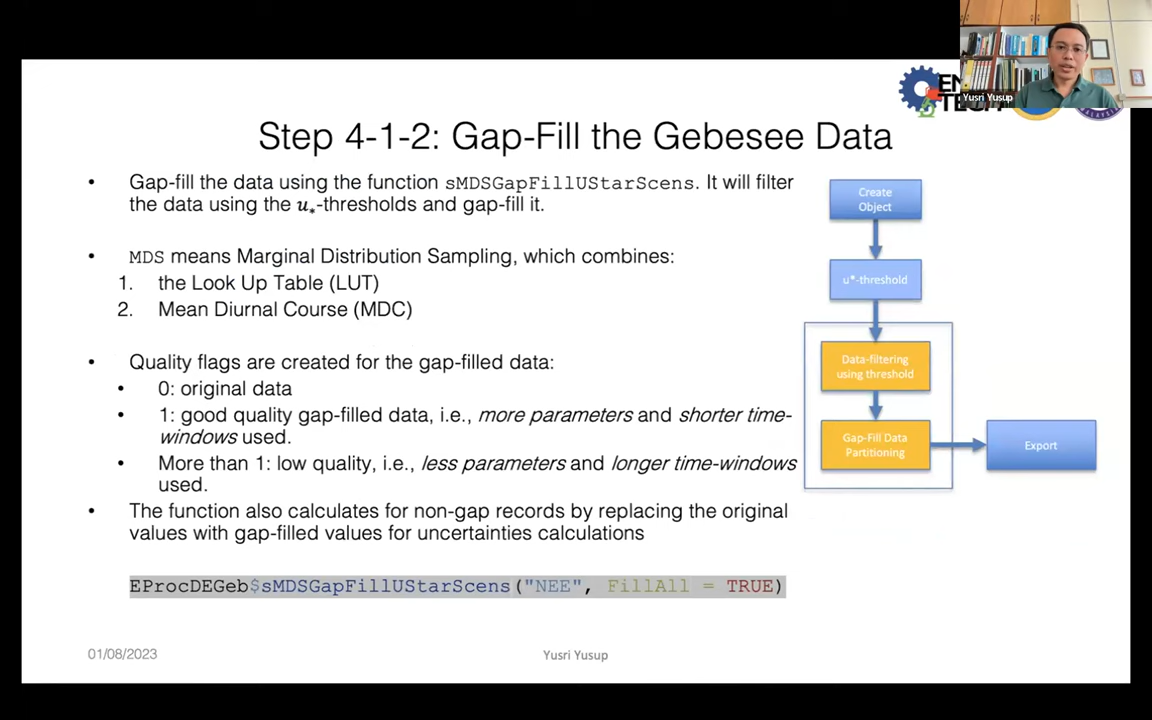 Yusri Yusup
Step 4-1-2: Gap-Fill the Gebesee Data
• Gap-fill the data using the function sMDSGapFillUStarScens. It will filter
the data using the u*-thresholds and gap-fill it.
• MDS means Marginal Distribution Sampling, which combines:
1. the Look Up Table (LUT)
2. Mean Diurnal Course (MDC)
• Quality flags are created for the gap-filled data:
• 0: original data
• 1: good quality gap-filled data, i.e., more parameters and shorter time-
windows used.
• More than 1: low quality, i.e., less parameters and longer time-windows
used.
• The function also calculates for non-gap records by replacing the original
values with gap-filled values for uncertainties calculations
EProcDEGeb$sMDSGapFillUStarScens("NEE", FillAll = TRUE)
Create
Object
u*-threshold
Data-filtering
using threshold
Gap-Fill Data
Partitioning
Export
01/08/2023
Yusri Yusup